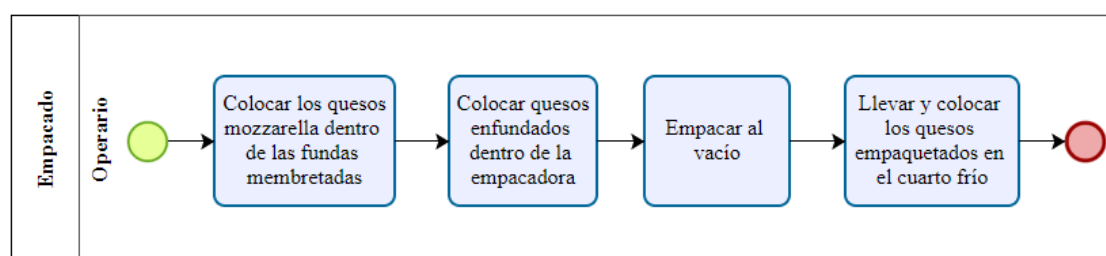 Empacado
Operario
Colocar los quesos
mozzarella dentro
de las fundas
membretadas
Colocar quesos
enfundados
dentro de la
empacadora
Empacar al
vacío
Llevar y colocar
los quesos
empaquetados en
el cuarto frío